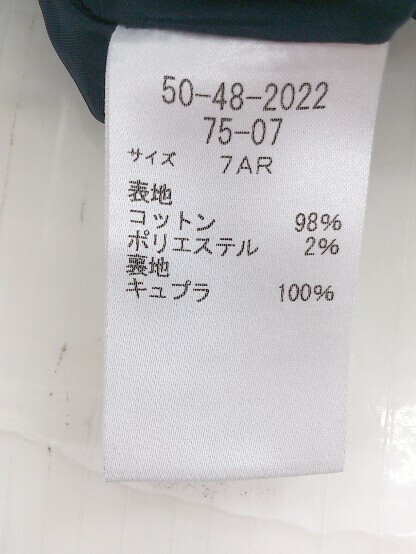 50-48-2022
75-07
サイズ 7AR
表地
コットン 98%
ポリエステル 2%
裏地
キュプラ 100%